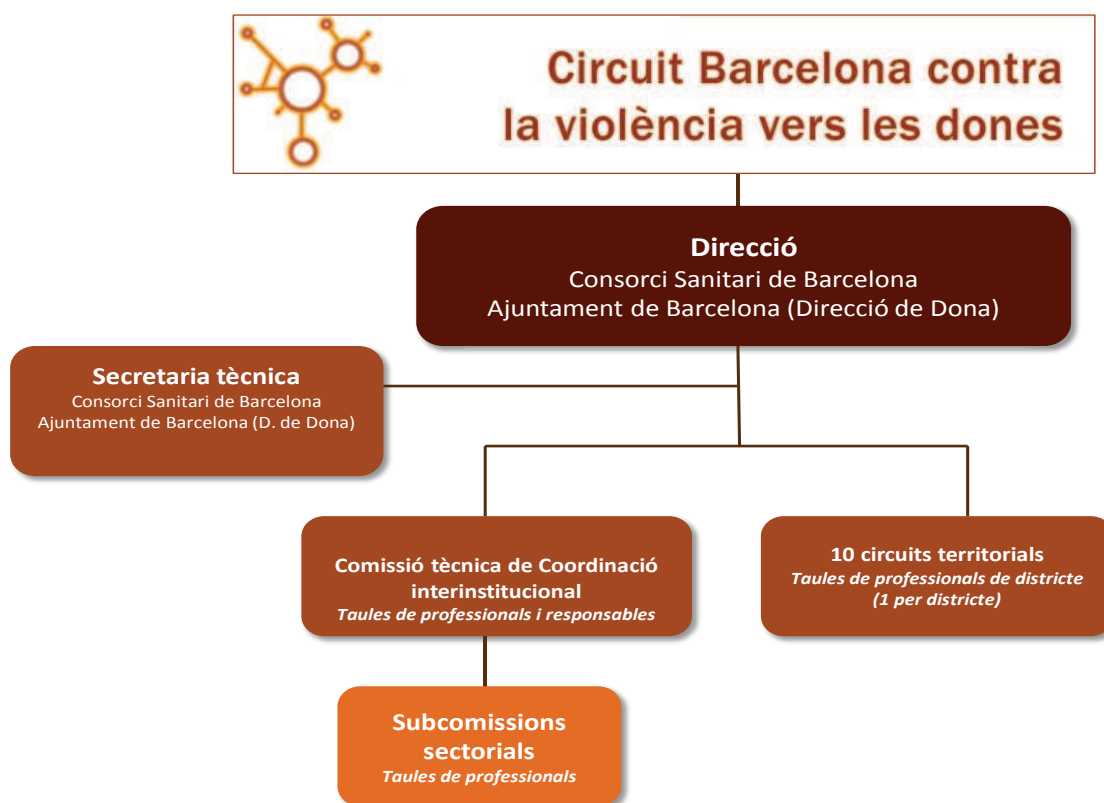 Circuit Barcelona contra
la violència vers les dones
Direcció
Consorci Sanitari de Barcelona
Ajuntament de Barcelona (Direcció de Dona)
Secretaria tècnica
Consorci Sanitari de Barcelona
Ajuntament de Barcelona (D. de Dona)
Comissió tècnica de Coordinació
interinstitucional
Taules de professionals i responsables
10 circuits territorials
Taules de professionals de districte
(1 per districte)
Subcomissions
sectorials
Taules de professionals